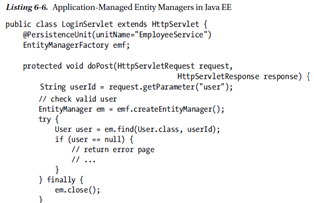 Listing 6-6. Application-Managed Entity Managers in Java EE
public class LoginServlet extends HttpServlet {
@PersistenceUnit(unitName="EmployeeService")
EntityManagerFactory emf;
protected void doPost(HttpServletRequest request,
HttpServletResponse response) {
String userId = request.getParameter("user");
// check valid user
EntityManager em = emf.createEntityManager();
try {
User user = em.find(User.class, userId);
if (user == null) {
// return error page
// ...
}
} finally {
em.close();
}